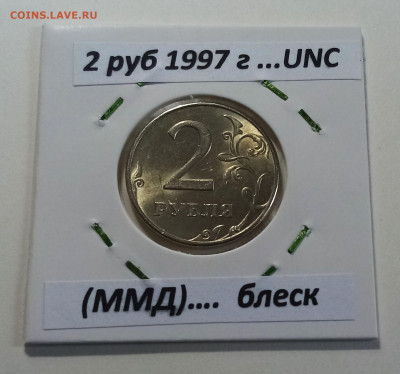 COINS.LAVE.RU
2 руб 1997 г ...UNC
2
РУБЛЯ
(ММД).... блеск